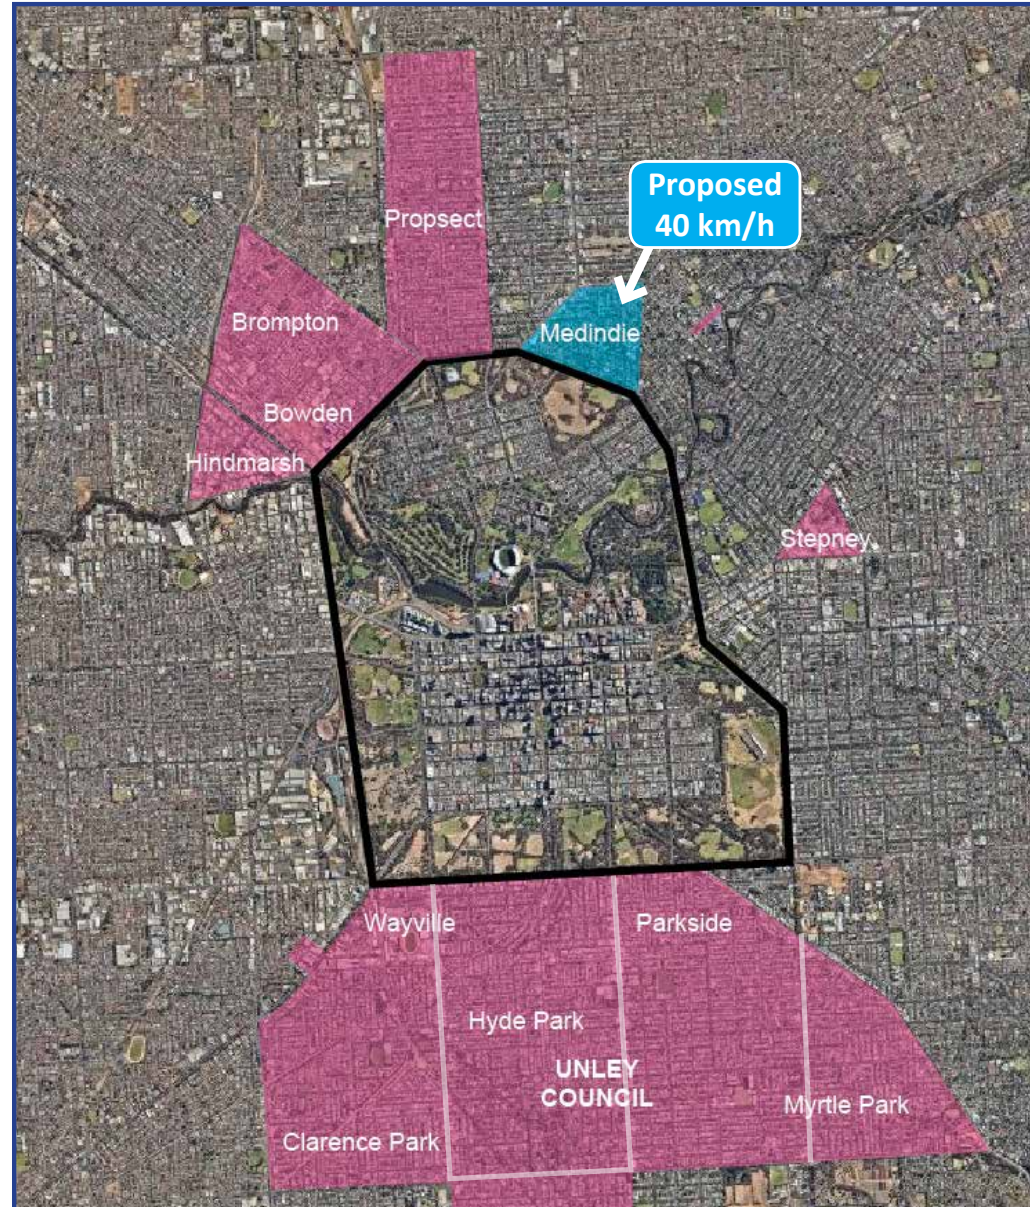 Proposed
40 km/h
Propsect
Brompton
Medindie
Bowden
Hindmarsh
Stepney
Wayville
Parkside
Hyde Park
UNLEY
COUNCIL
Myrtle Park
Clarence Park